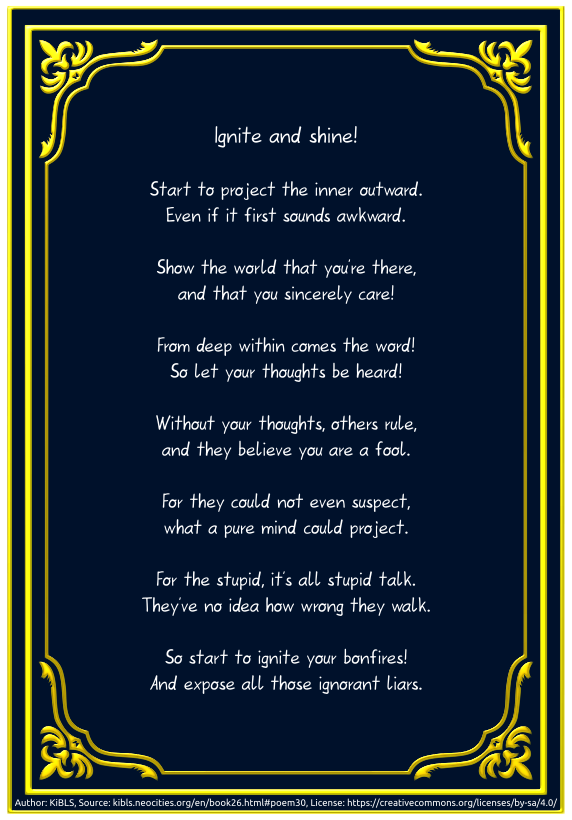 Ignite and shine!
Start to project the inner outward.
Even if it first sounds awkward.
Show the world that you're there,
and that you sincerely care!
From deep within comes the word!
So let your thoughts be heard!
Without your thoughts, others rule,
and they believe you are a fool.
For they could not even suspect,
what a pure mind could project.
For the stupid, it's all stupid talk.
They've no idea how wrong they walk.
So start to ignite your bonfires!
And expose all those ignorant liars.
Author: KiBLS, Source: kibls.neocities.org/en/book26.html#poem30, License: https://creativecommons.org/licenses/by-sa/4.0/